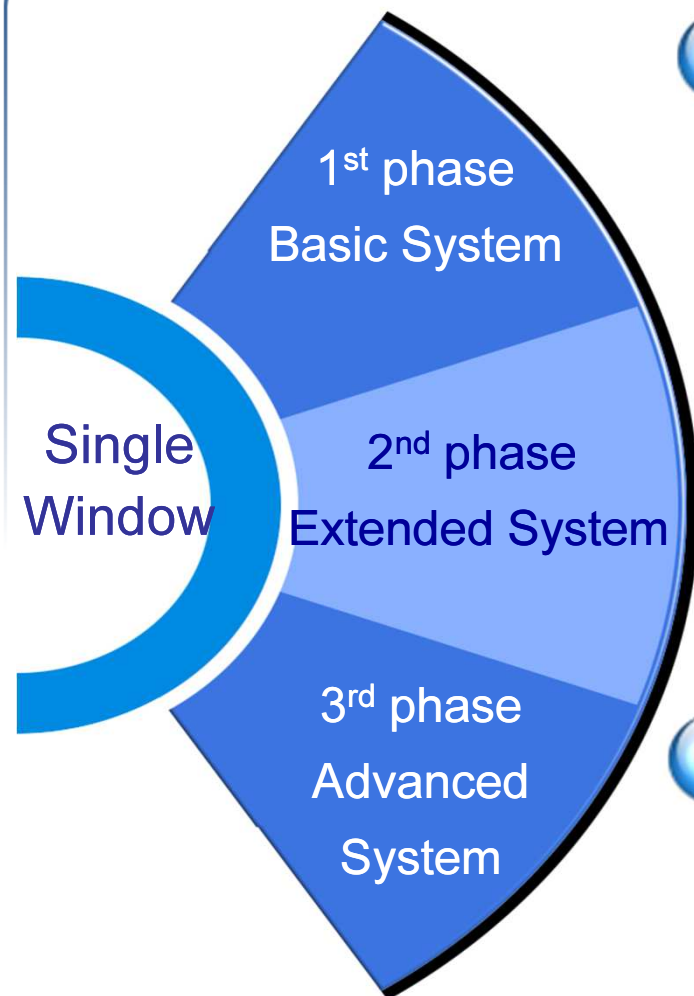 1st phase
Basic System
Single
Window
2nd phase
Extended System
3rd phase
Advanced
System